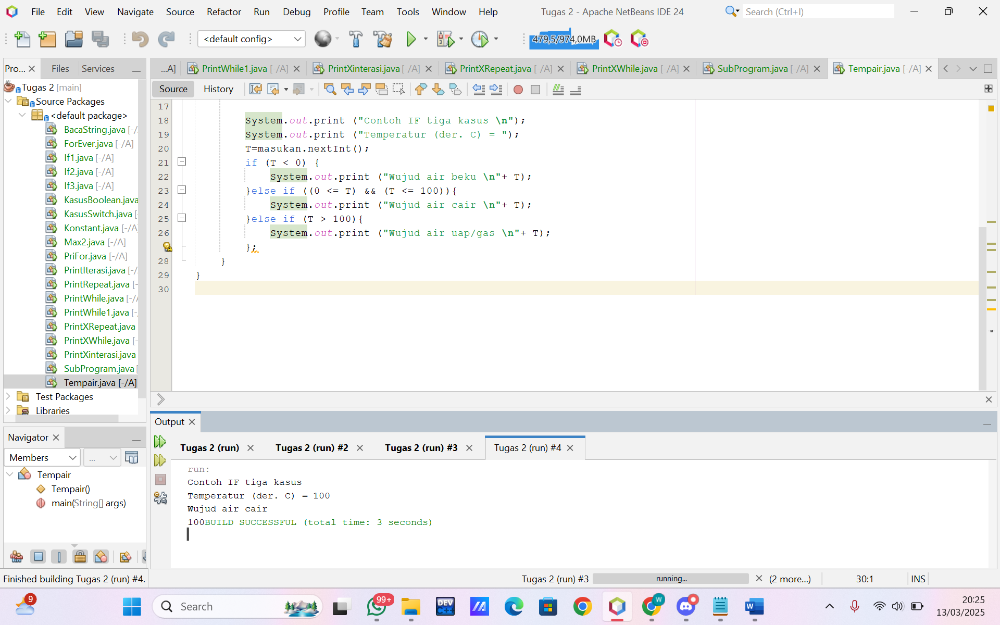 File Edit View Navigate Source Refactor Run Debug Profile Team Tools Window Help
Tugas 2 - Apache NetBeans IDE 24
Search (Ctrl+I)
<default config>
479,5/974,0MB
Pro... Files Services
...A] PrintWhile1.java [-/A] PrintXinterasi.java [-/A] PrintXRepeat.java [-/A] PrintXWhile.java [-/A] SubProgram.java [-/A] Tempair.java [-/A]
Source History
Tugas 2 [main]
Source Packages
<default package>
BacaString.java [-/
ForEver.java [-/A]
If1.java [-/A]
If2.java [-/A]
If3.java [-/A]
KasusBoolean.java
KasusSwitch.java [
Konstant.java [-/A
Max2.java [-/A]
PriFor.java [-/A]
PrintIterasi.java [-/
PrintRepeat.java [-
PrintWhile.java [-/
PrintWhile1.java [-
PrintXRepeat.java
PrintXWhile.java [-
PrintXinterasi.java
SubProgram.java [
Tempair.java [-/A]
Test Packages
Libraries
17
18 System.out.print ("Contoh IF tiga kasus \n");
19 System.out.print ("Temperatur (der. C) = ");
20 T=masukan.nextInt();
21 if (T < 0) {
22 System.out.print ("Wujud air beku \n"+ T);
23 }else if ((0 <= T) && (T <= 100)){
24 System.out.print ("Wujud air cair \n"+ T);
25 }else if (T > 100){
26 System.out.print ("Wujud air uap/gas \n"+ T);
};
28 }
29 }
30
Navigator
Members ...
Tempair
Tempair()
main(String[] args)
Output
Tugas 2 (run) Tugas 2 (run) #2 Tugas 2 (run) #3 Tugas 2 (run) #4
run:
Contoh IF tiga kasus
Temperatur (der. C) = 100
Wujud air cair
100BUILD SUCCESSFUL (total time: 3 seconds)
Finished building Tugas 2 (run) #4.
Tugas 2 (run) #3 running... (2 more...) 30:1 INS
9
Search
99+
DEV C++
W
W
20:25
13/03/2025